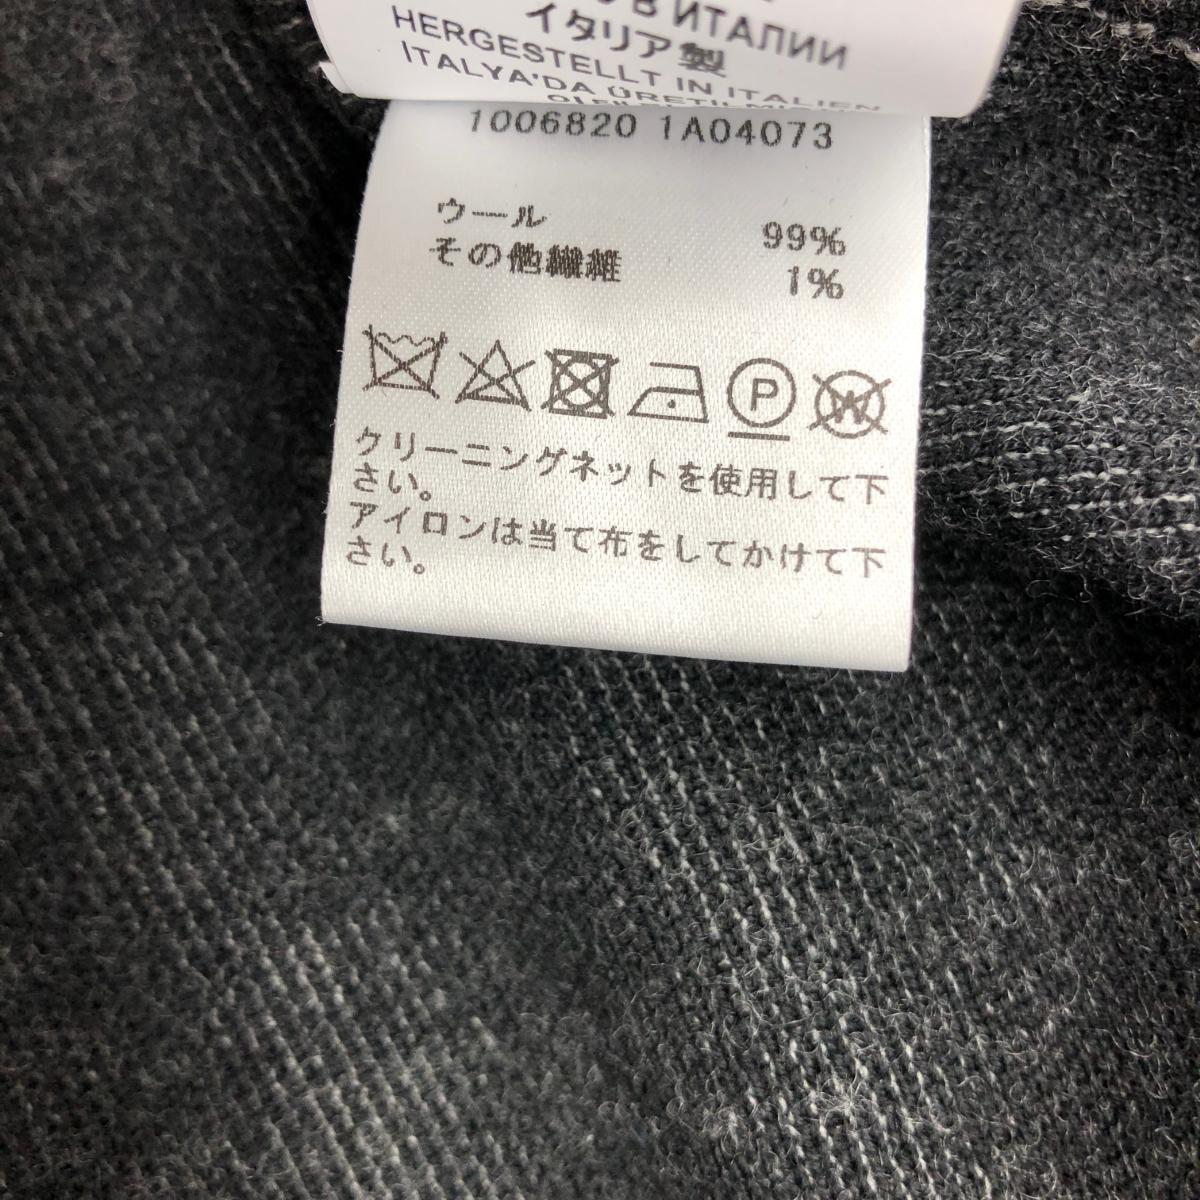 В ИТАЛИИ
イタリア製
HERGESTELLT IN ITALIEN
ITALYA'DA ÜRETİLMİŞTİR
1006820 1A04073
ウール 99%
その他繊維 1%
P
W
クリーニングネットを使用して下
さい。
アイロンは当て布をしてかけて下
さい。